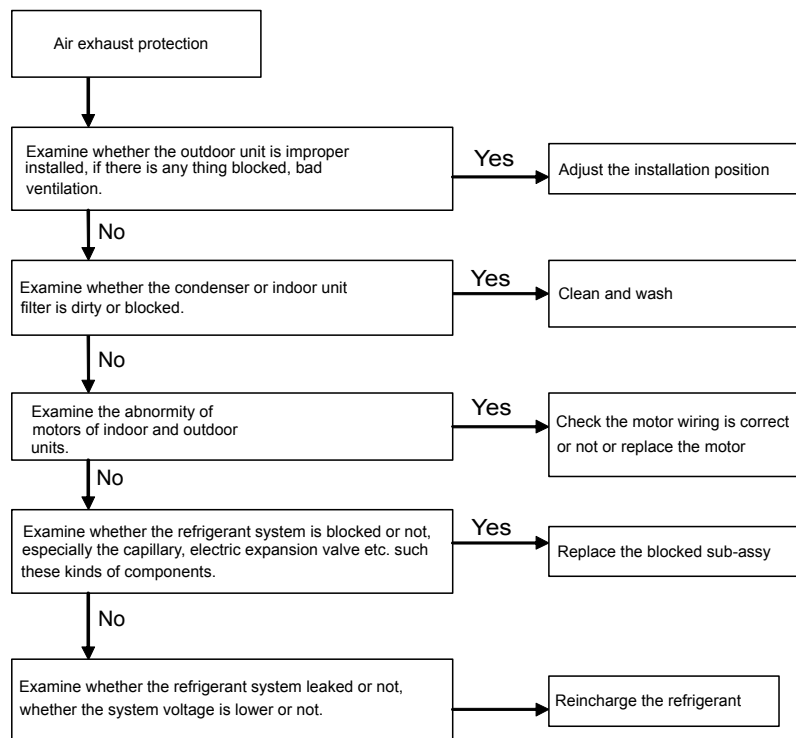 Air exhaust protection
Examine whether the outdoor unit is improper
installed, if there is any thing blocked, bad
ventilation.
Yes
Adjust the installation position
No
Examine whether the condenser or indoor unit
filter is dirty or blocked.
Yes
Clean and wash
No
Examine the abnormity of
motors of indoor and outdoor
units.
Yes
Check the motor wiring is correct
or not or replace the motor
No
Examine whether the refrigerant system is blocked or not,
especially the capillary, electric expansion valve etc. such
these kinds of components.
Yes
Replace the blocked sub-assy
No
Examine whether the refrigerant system leaked or not,
whether the system voltage is lower or not.
Reincharge the refrigerant